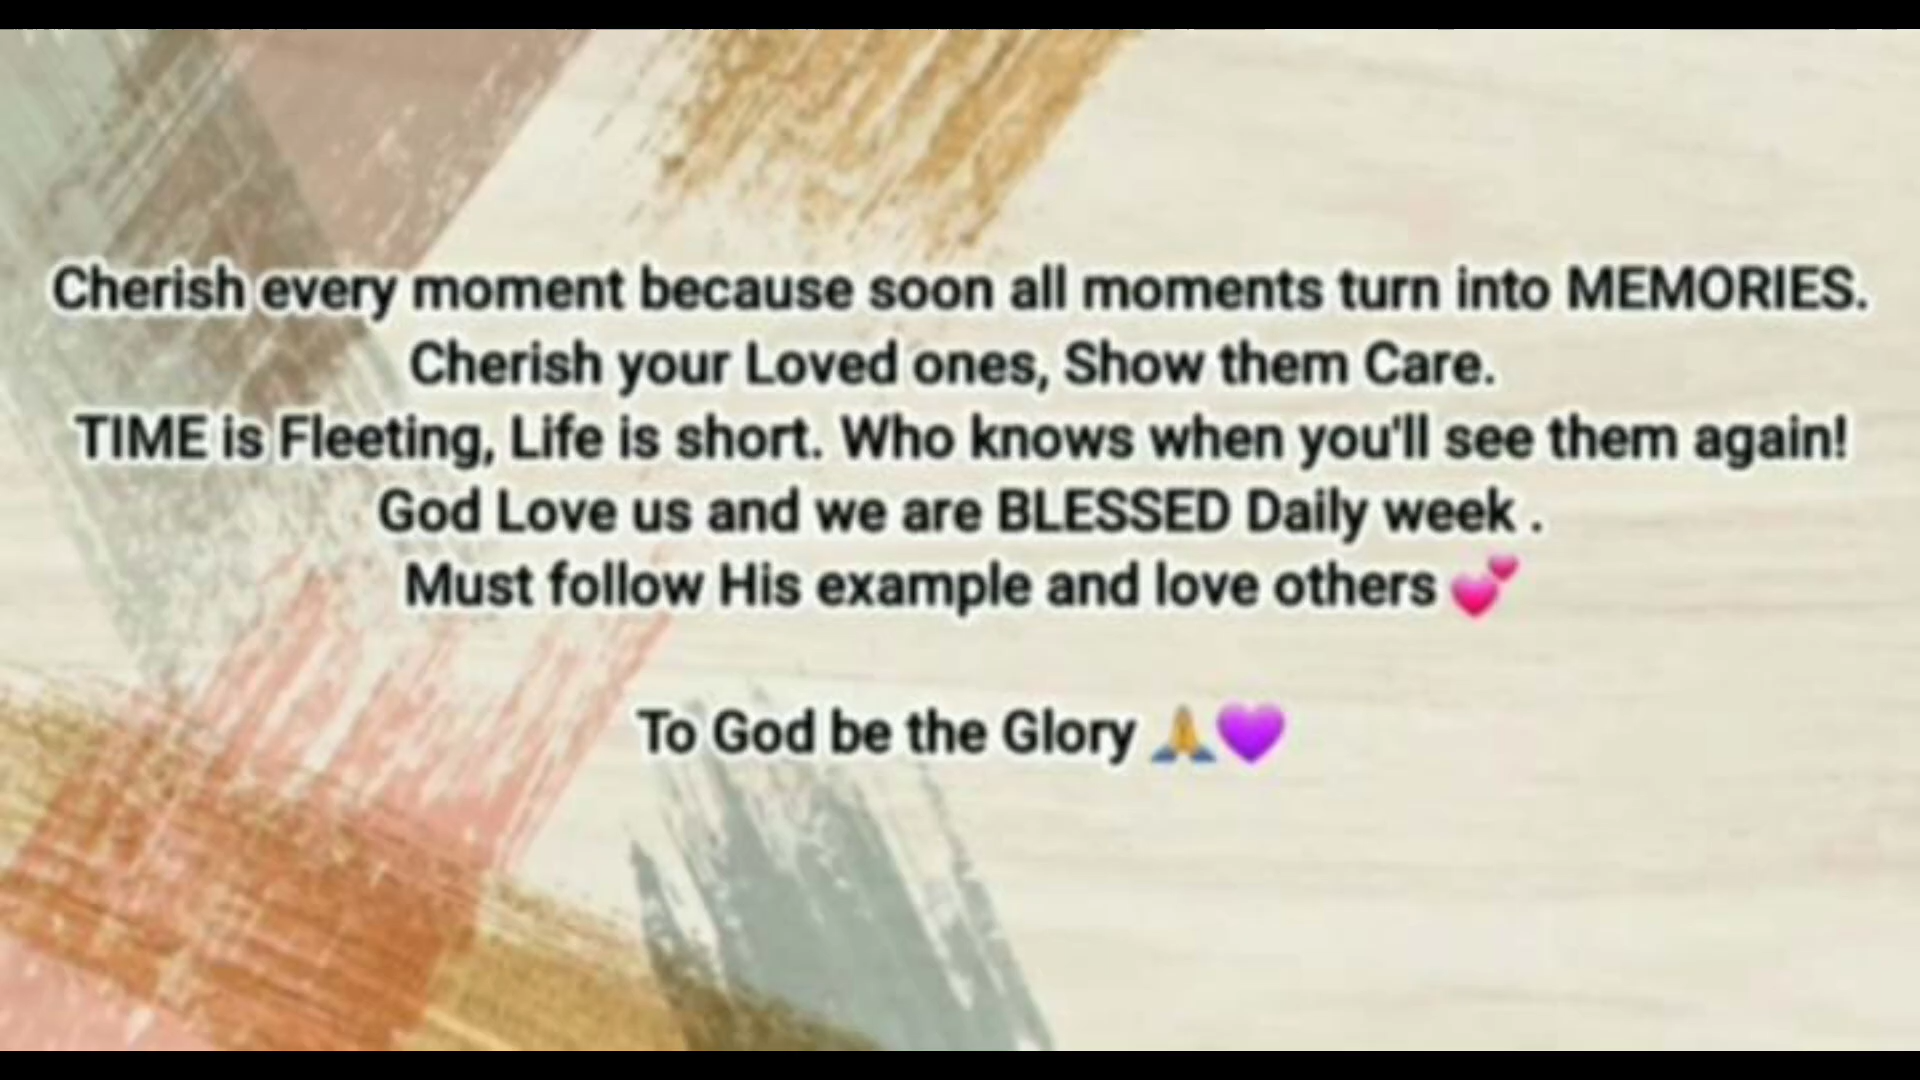 Cherish every moment because soon all moments turn into MEMORIES.
Cherish your Loved ones, Show them Care.
TIME is Fleeting, Life is short. Who knows when you'll see them again!
God Love us and we are BLESSED Daily week .
Must follow His example and love others 💕
To God be the Glory 🙏💜